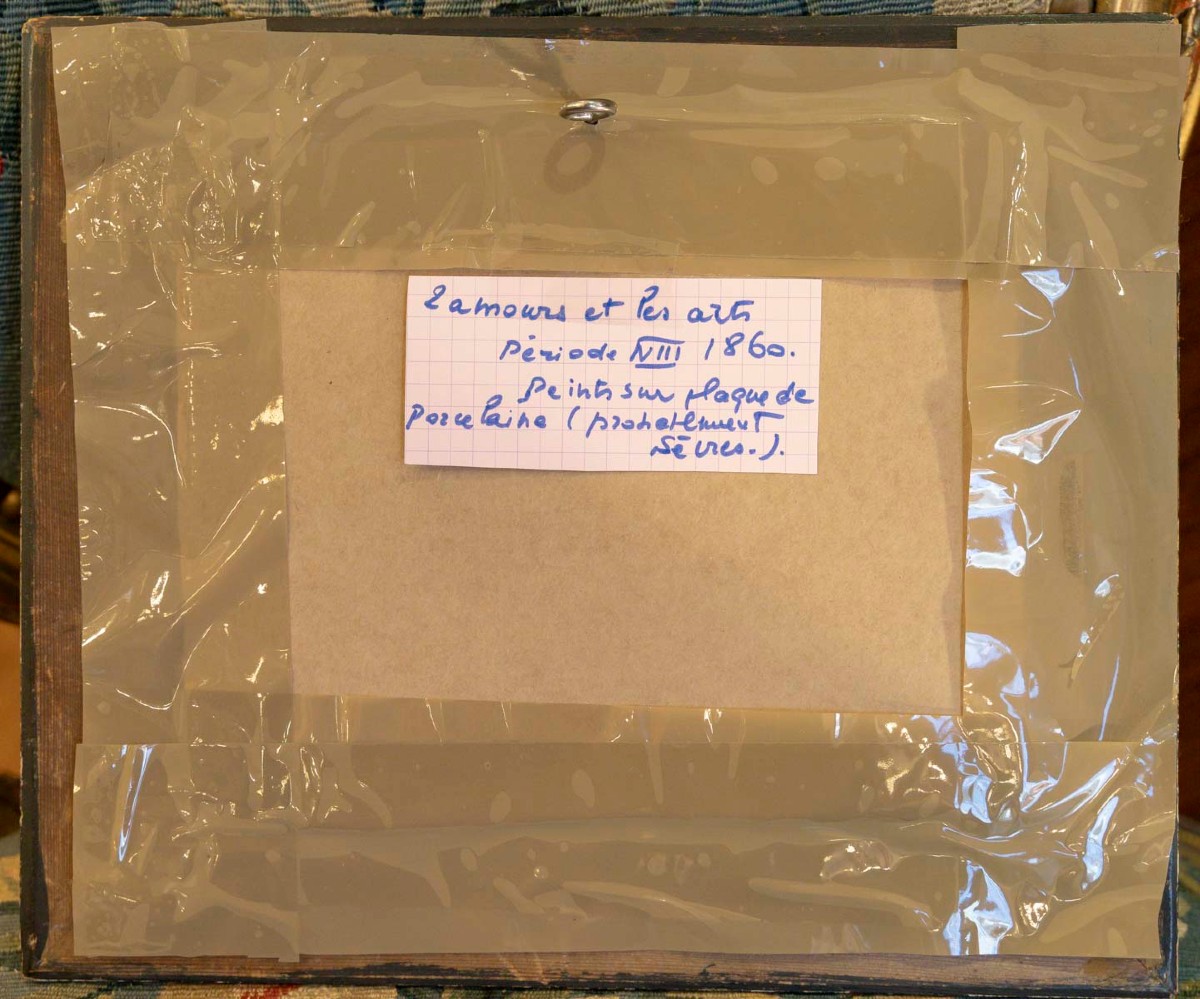 2 amours et les arts
Période NIII 1860.
Peints sur plaque de
Porcelaine (probablement
Sèvres.).